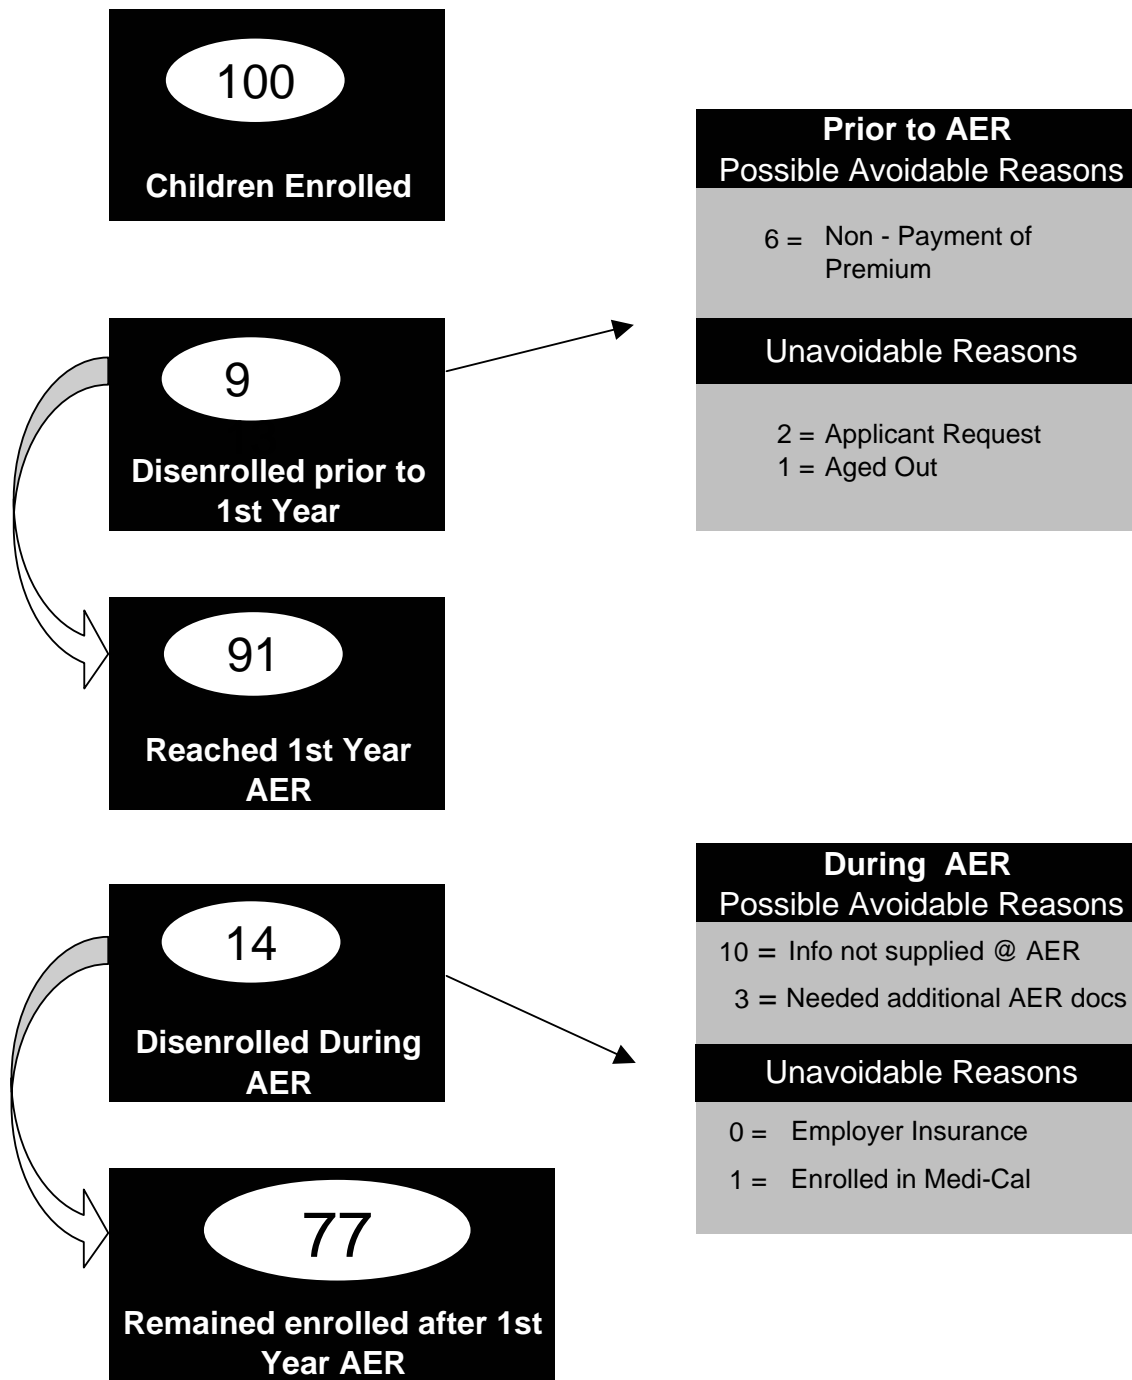 100
Children Enrolled
9
Disenrolled prior to
1st Year
91
Reached 1st Year
AER
14
Disenrolled During
AER
77
Remained enrolled after 1st
Year AER
Prior to AER
Possible Avoidable Reasons
6 = Non - Payment of
Premium
Unavoidable Reasons
2 = Applicant Request
1 = Aged Out
During AER
Possible Avoidable Reasons
10 = Info not supplied @ AER
3 = Needed additional AER docs
Unavoidable Reasons
0 = Employer Insurance
1 = Enrolled in Medi-Cal